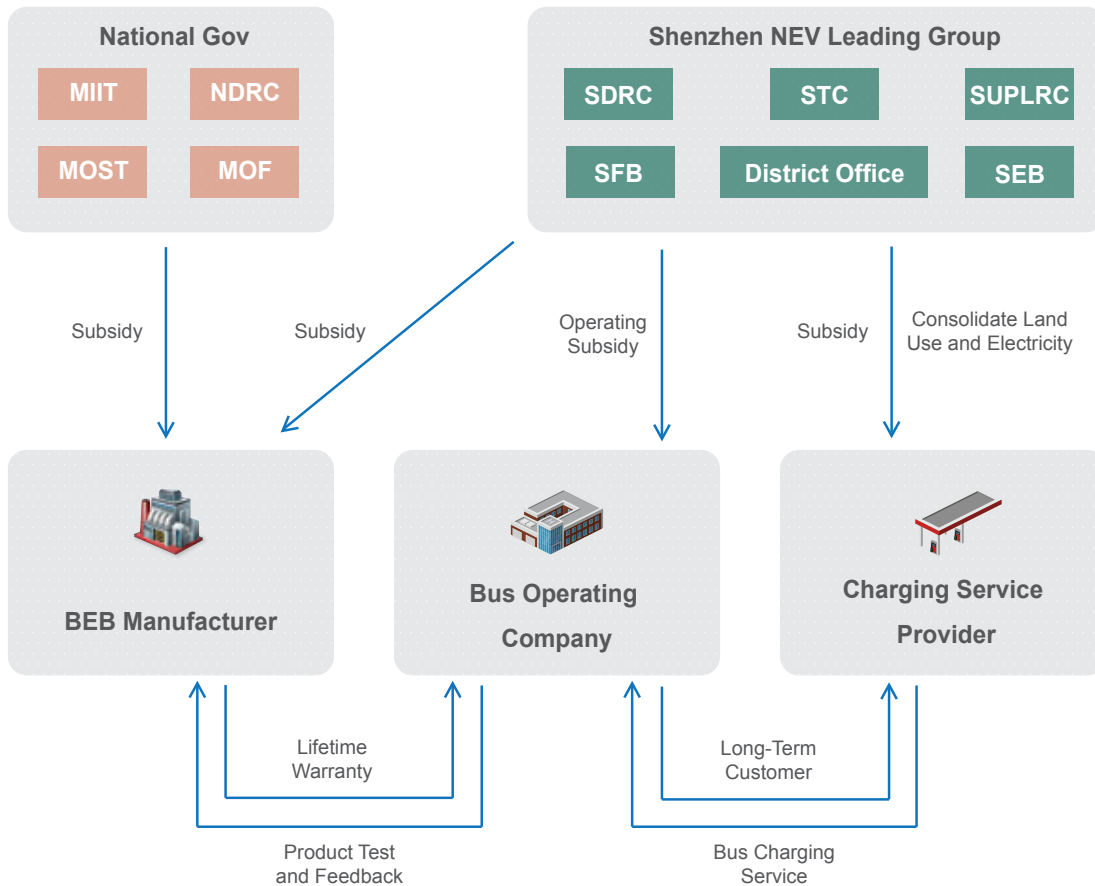 National Gov
MIIT
NDRC
MOST
MOF
Shenzhen NEV Leading Group
SDRC
STC
SUPLRC
SFB
District Office
SEB
Subsidy
Subsidy
Operating
Subsidy
Subsidy
Consolidate Land
Use and Electricity
BEB Manufacturer
Bus Operating
Company
Charging Service
Provider
Lifetime
Warranty
Product Test
and Feedback
Long-Term
Customer
Bus Charging
Service